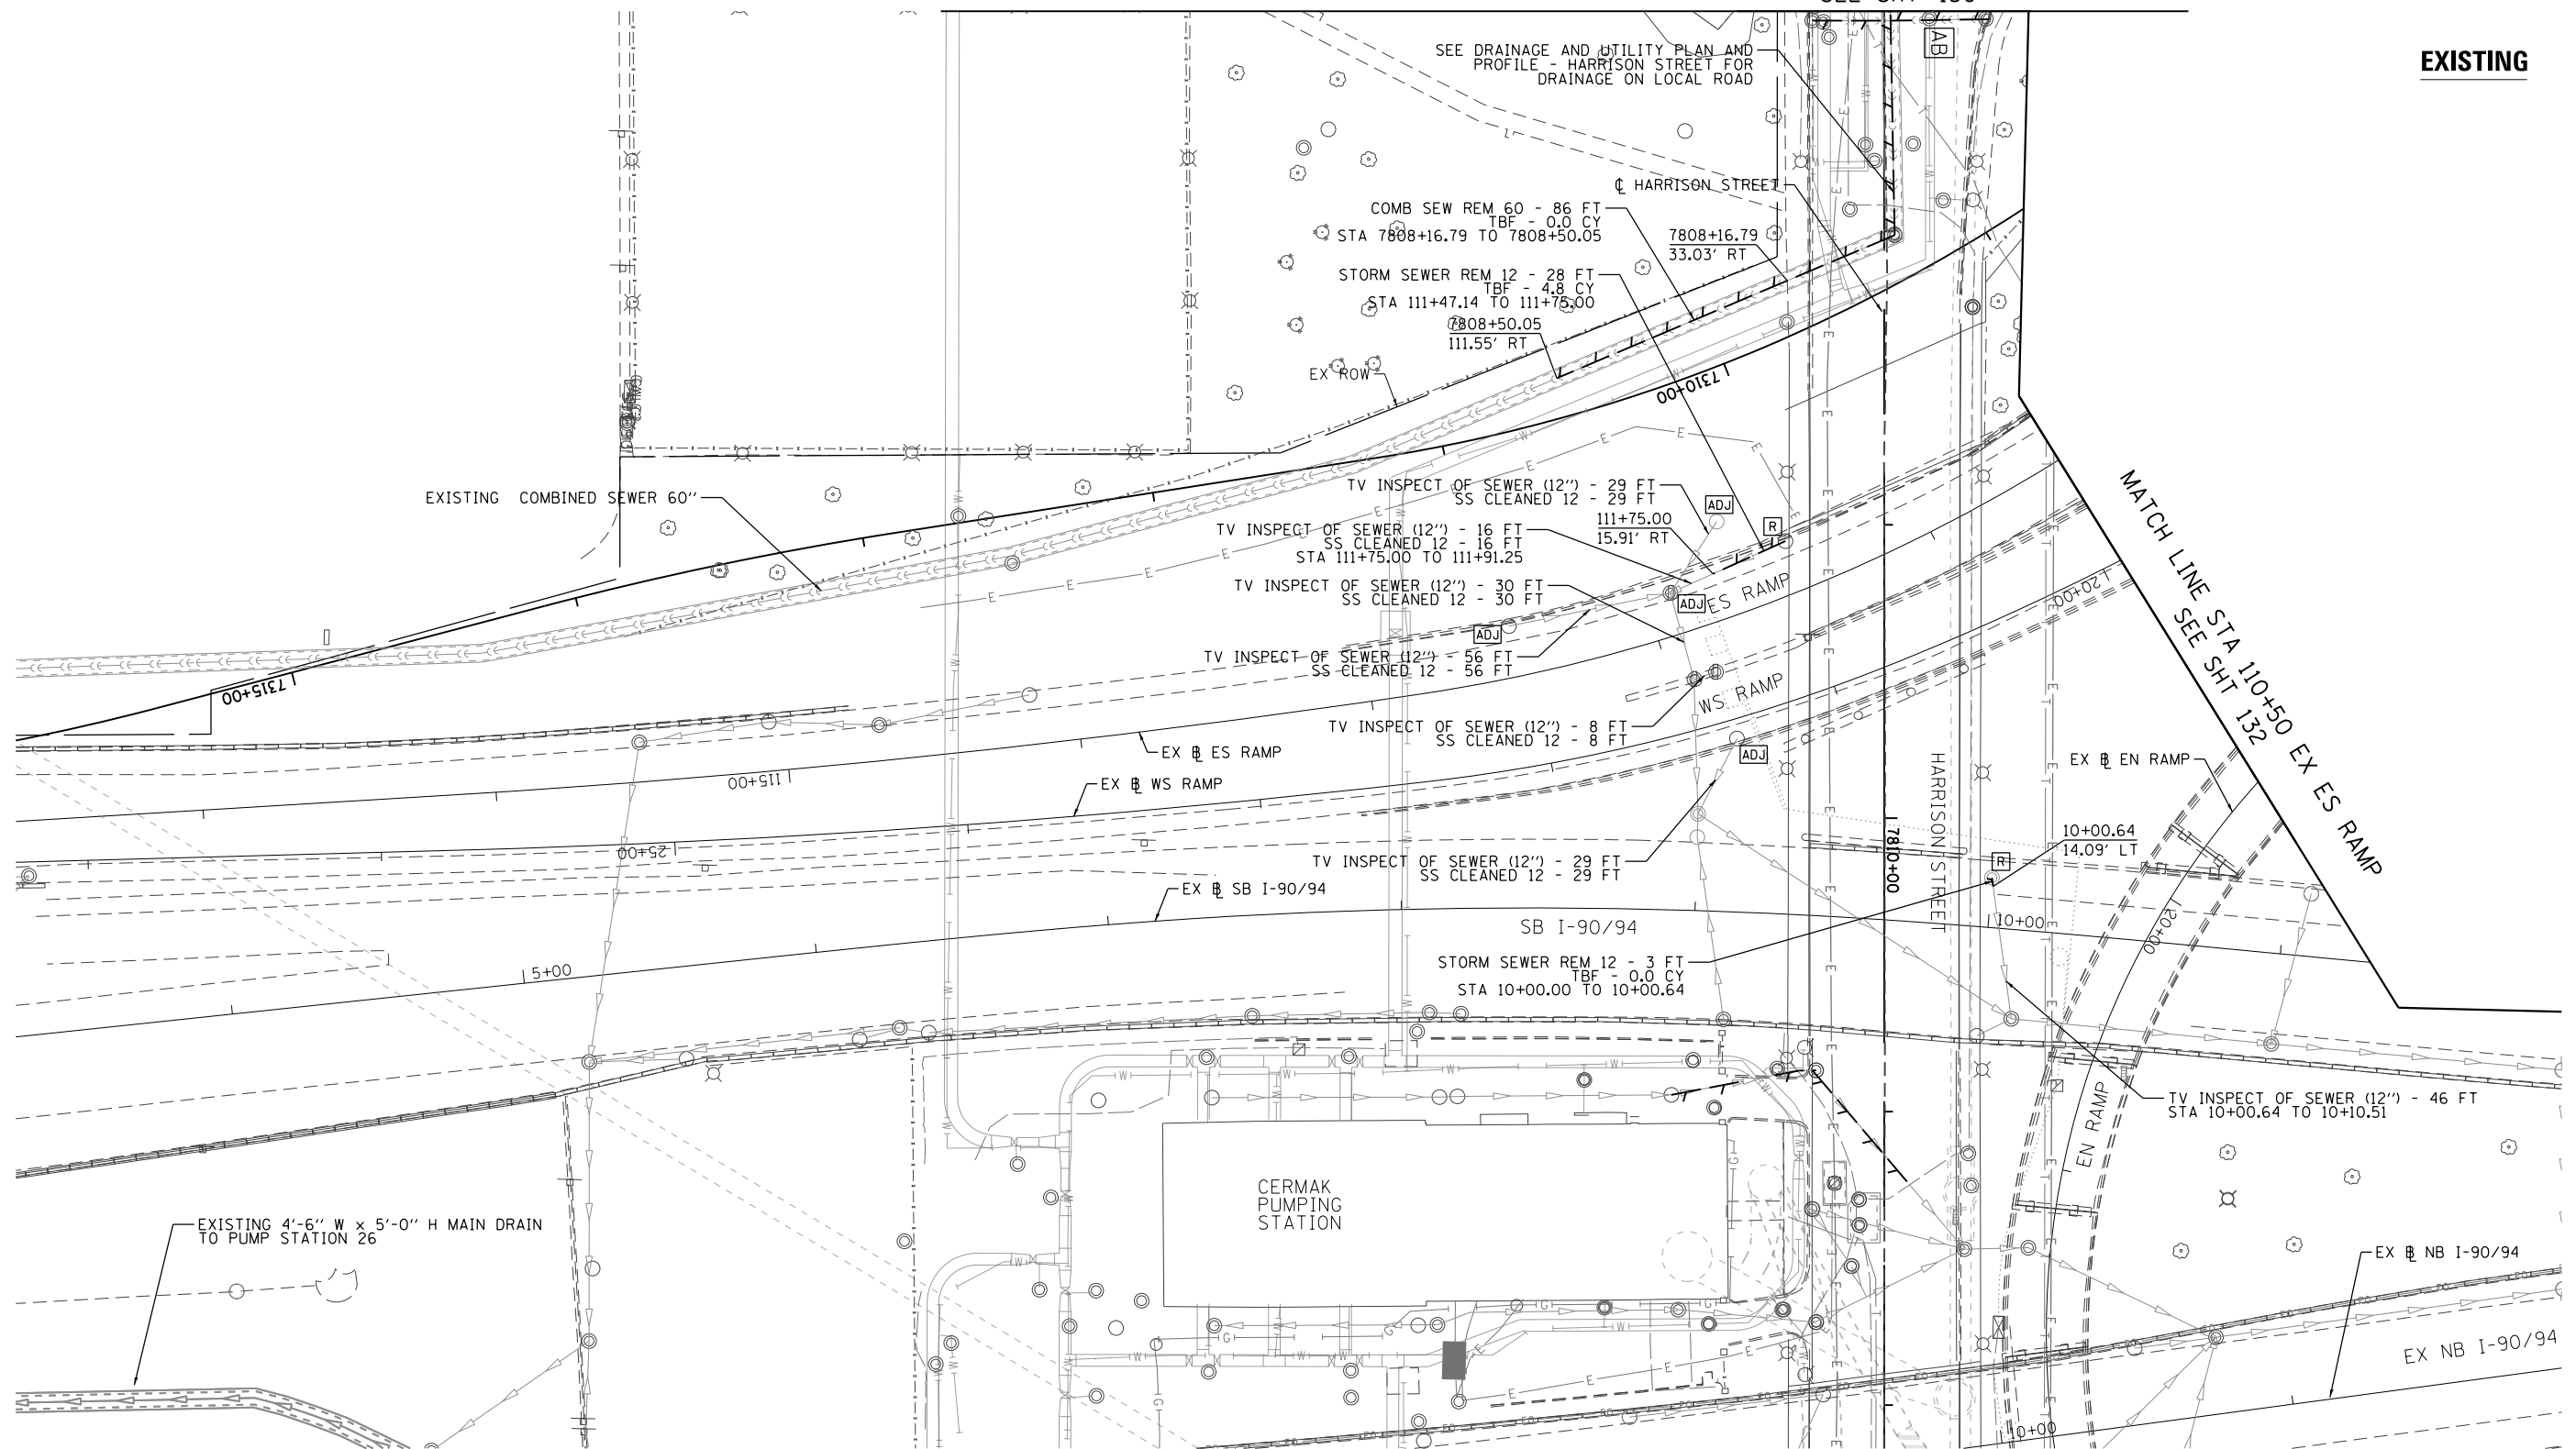 EXISTING
SEE DRAINAGE AND UTILITY PLAN AND
PROFILE - HARRISON STREET FOR
DRAINAGE ON LOCAL ROAD
AB
℄ HARRISON STREET
COMB SEW REM 60 - 86 FT
TBF - 0.0 CY
STA 7808+16.79 TO 7808+50.05
7808+16.79
33.03' RT
STORM SEWER REM 12 - 28 FT
TBF - 4.8 CY
STA 111+47.14 TO 111+75.00
7808+50.05
111.55' RT
EX ROW
7310+00
EXISTING COMBINED SEWER 60"
TV INSPECT OF SEWER (12") - 29 FT
SS CLEANED 12 - 29 FT
ADJ
TV INSPECT OF SEWER (12") - 16 FT
SS CLEANED 12 - 16 FT
STA 111+75.00 TO 111+91.25
111+75.00
15.91' RT
R
TV INSPECT OF SEWER (12") - 30 FT
SS CLEANED 12 - 30 FT
ADJ
ES RAMP
ADJ
TV INSPECT OF SEWER (12") - 56 FT
SS CLEANED 12 - 56 FT
WS RAMP
TV INSPECT OF SEWER (12") - 8 FT
SS CLEANED 12 - 8 FT
ADJ
20+00
MATCH LINE STA 110+50 EX ES RAMP
SEE SHT 132
7315+00
EX ⅊ ES RAMP
115+00
EX ⅊ WS RAMP
25+00
EX ⅊ EN RAMP
HARRISON STREET
7810+00
10+00.64
14.09' LT
R
TV INSPECT OF SEWER (12") - 29 FT
SS CLEANED 12 - 29 FT
EX ⅊ SB I-90/94
SB I-90/94
10+00
20+00
5+00
STORM SEWER REM 12 - 3 FT
TBF - 0.0 CY
STA 10+00.00 TO 10+00.64
TV INSPECT OF SEWER (12") - 46 FT
STA 10+00.64 TO 10+10.51
EN RAMP
CERMAK
PUMPING
STATION
EXISTING 4'-6" W x 5'-0" H MAIN DRAIN
TO PUMP STATION 26
EX ⅊ NB I-90/94
EX NB I-90/94
10+00